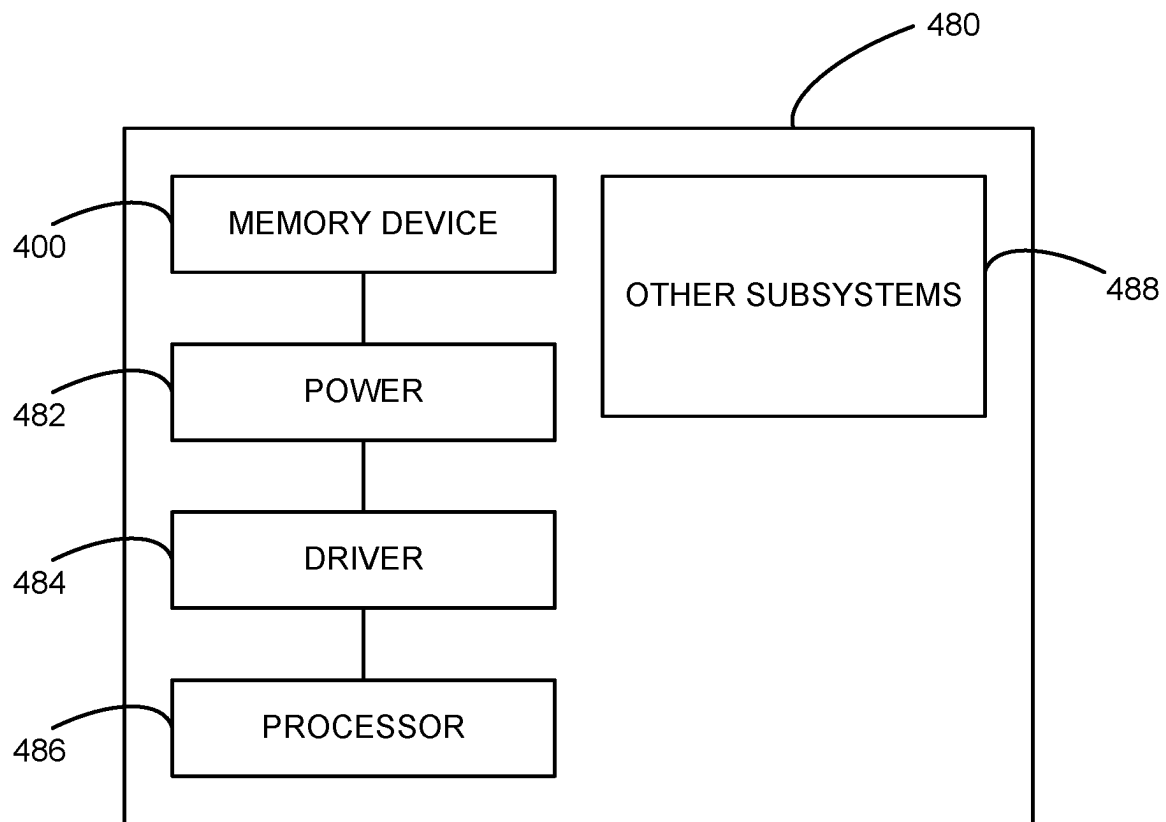 480
MEMORY DEVICE
400
OTHER SUBSYSTEMS
488
POWER
482
DRIVER
484
PROCESSOR
486